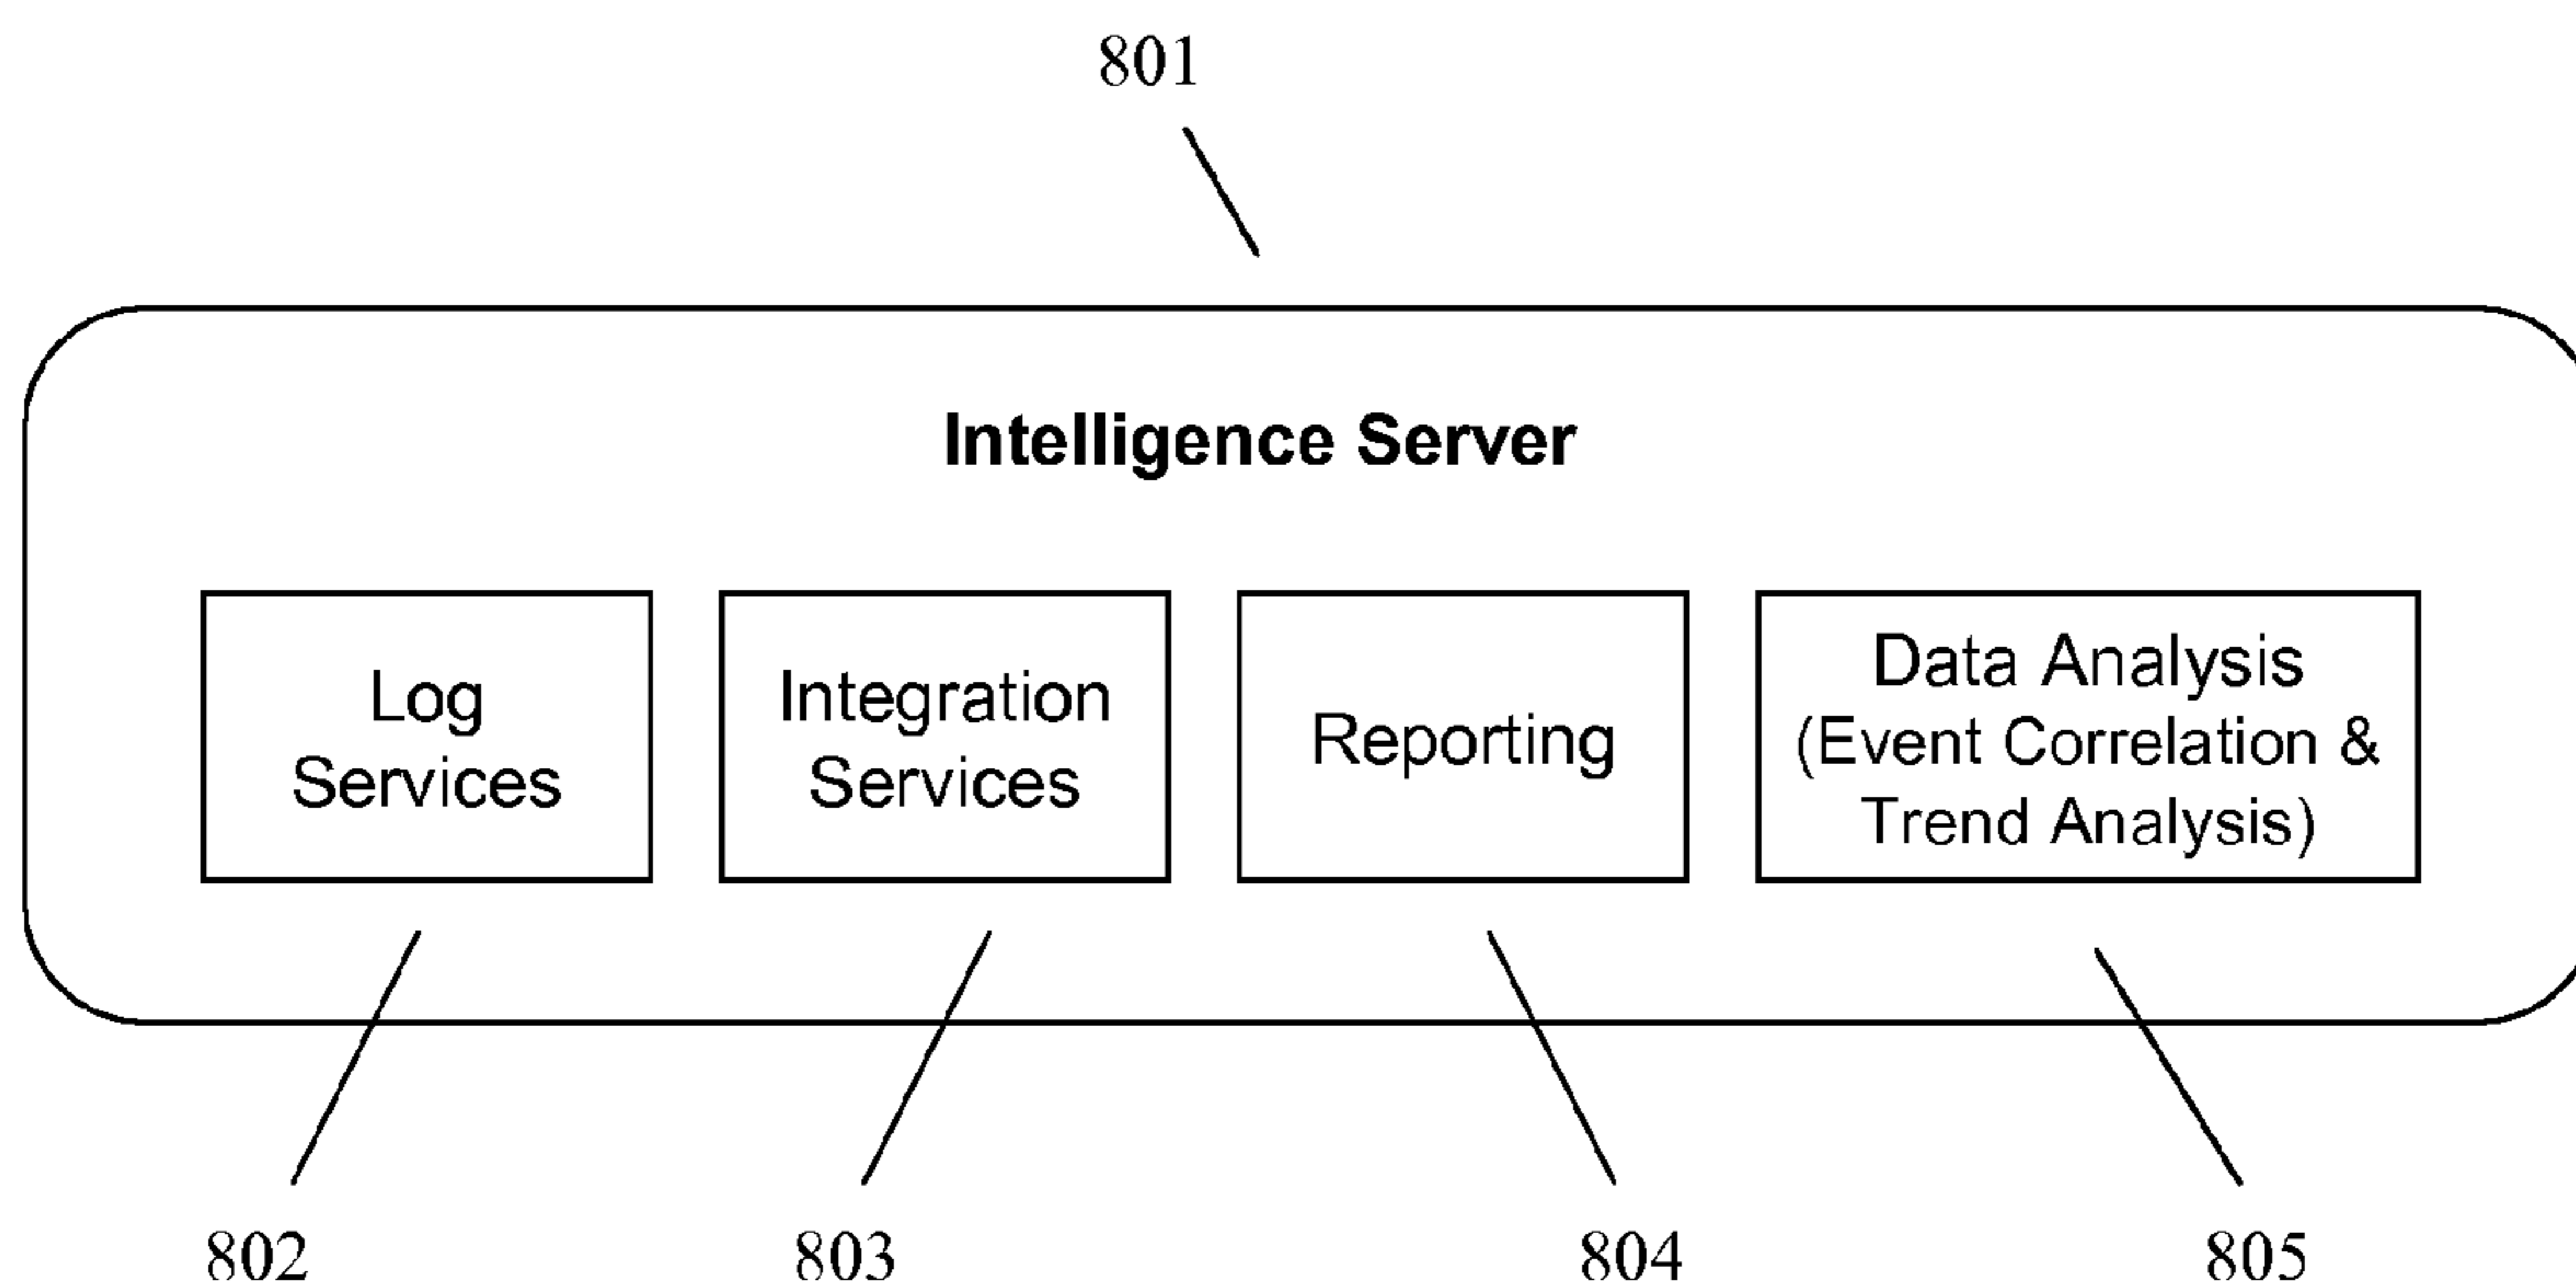 801
Intelligence Server
Log
Services
Integration
Services
Reporting
Data Analysis
(Event Correlation &
Trend Analysis)
802
803
804
805